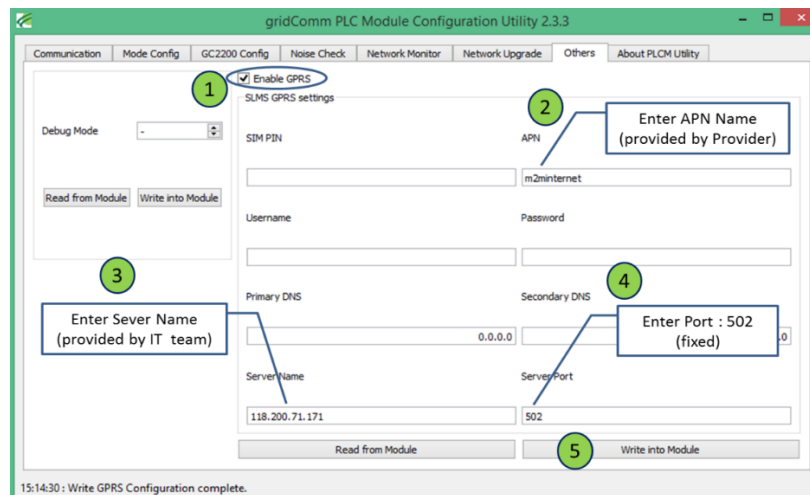 gridComm PLC Module Configuration Utility 2.3.3
Communication Mode Config GC2200 Config Noise Check Network Monitor Network Upgrade Others About PLCM Utility
1
Enable GPRS
SLMS GPRS settings
Debug Mode
-
Read from Module Write into Module
2
Enter APN Name
(provided by Provider)
SIM PIN APN
m2minternet
Username Password
3
Enter Sever Name
(provided by IT team)
4
Enter Port : 502
(fixed)
Primary DNS Secondary DNS
0.0.0.0 .0
Server Name Server Port
118.200.71.171 502
Read from Module 5 Write into Module
15:14:30 : Write GPRS Configuration complete.